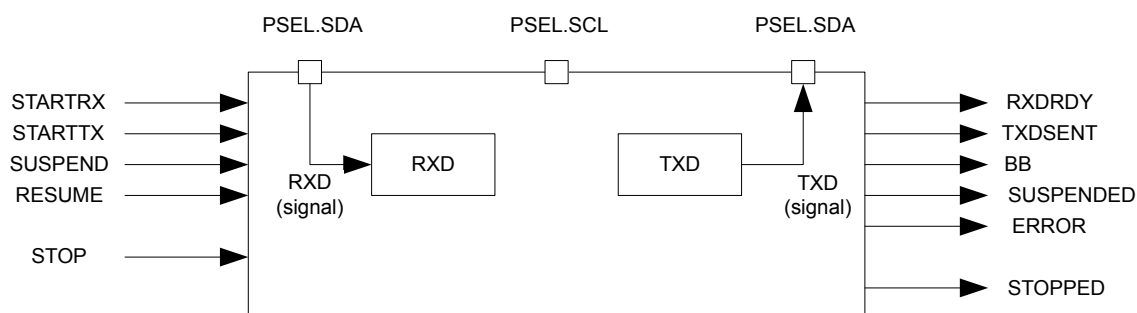 PSEL.SDA
PSEL.SCL
PSEL.SDA
STARTRX
STARTTX
SUSPEND
RESUME
STOP
RXD
(signal)
RXD
TXD
TXD
(signal)
RXDRDY
TXDSENT
BB
SUSPENDED
ERROR
STOPPED